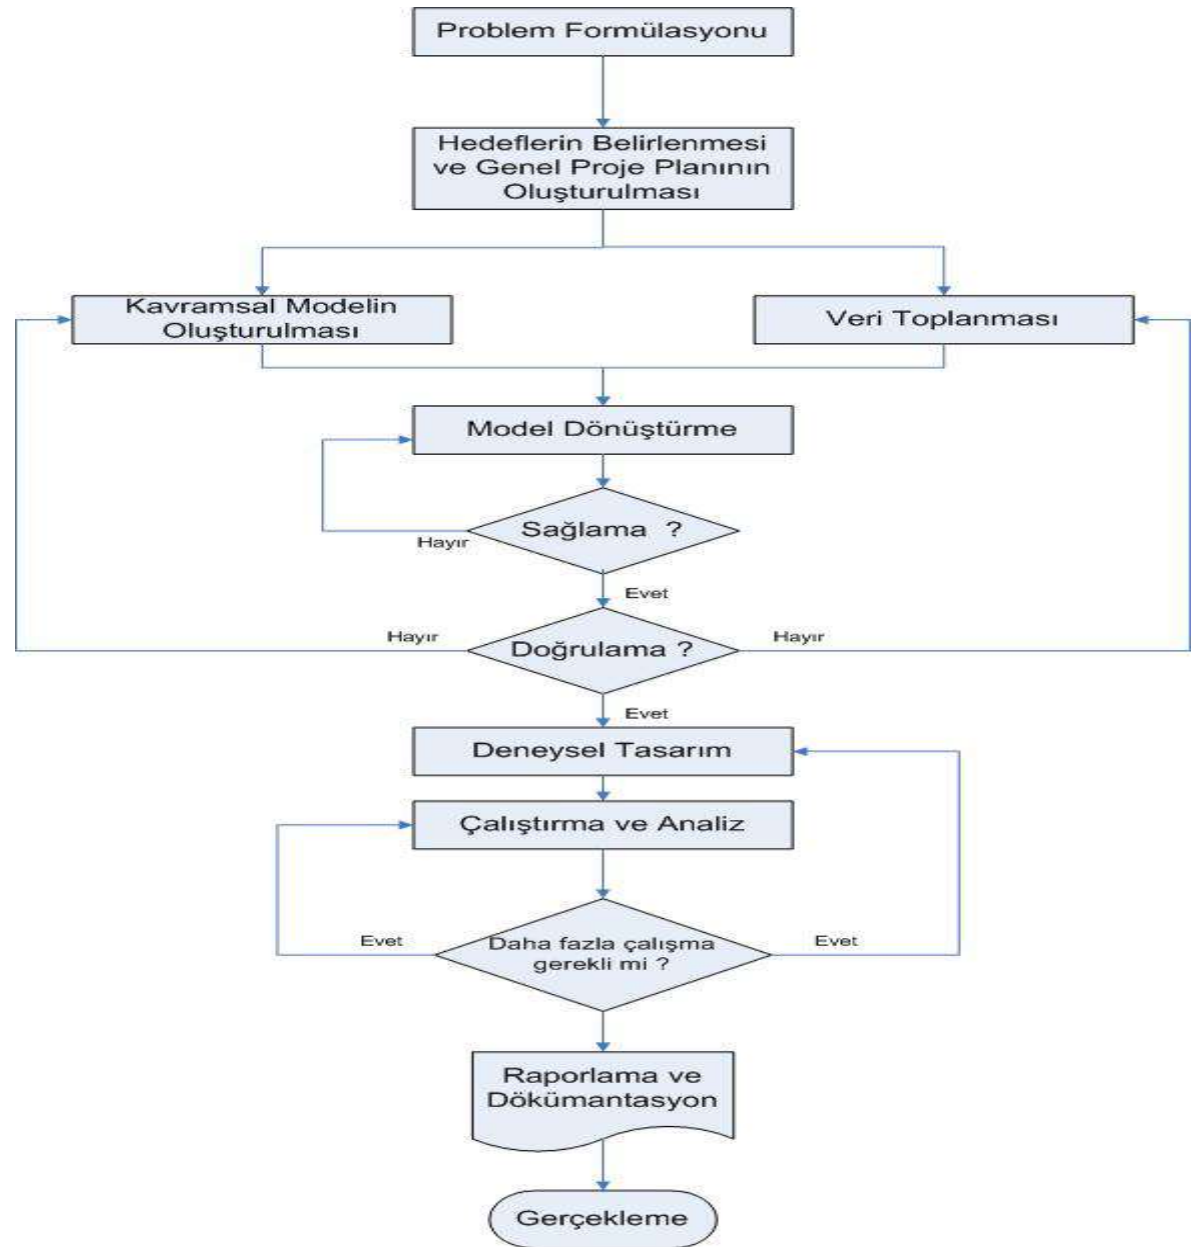 Problem Formülasyonu
Hedeflerin Belirlenmesi
ve Genel Proje Planının
Oluşturulması
Kavramsal Modelin
Oluşturulması
Veri Toplanması
Model Dönüştürme
Sağlama ?
Hayır
Evet
Hayır
Doğrulama ?
Hayır
Evet
Deneysel Tasarım
Çalıştırma ve Analiz
Evet
Daha fazla çalışma
gerekli mi ?
Evet
Raporlama ve
Dökümantasyon
Gerçekleme